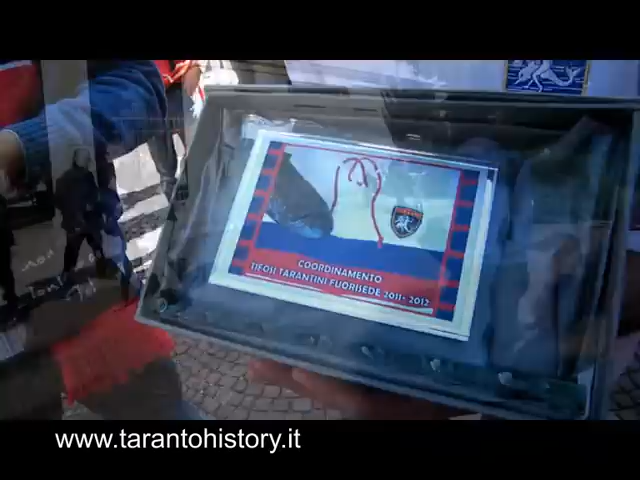 COORDINAMENTO
TIFOSI TARANTINI FUORISEDE 2011- 2012
www.tarantohistory.it